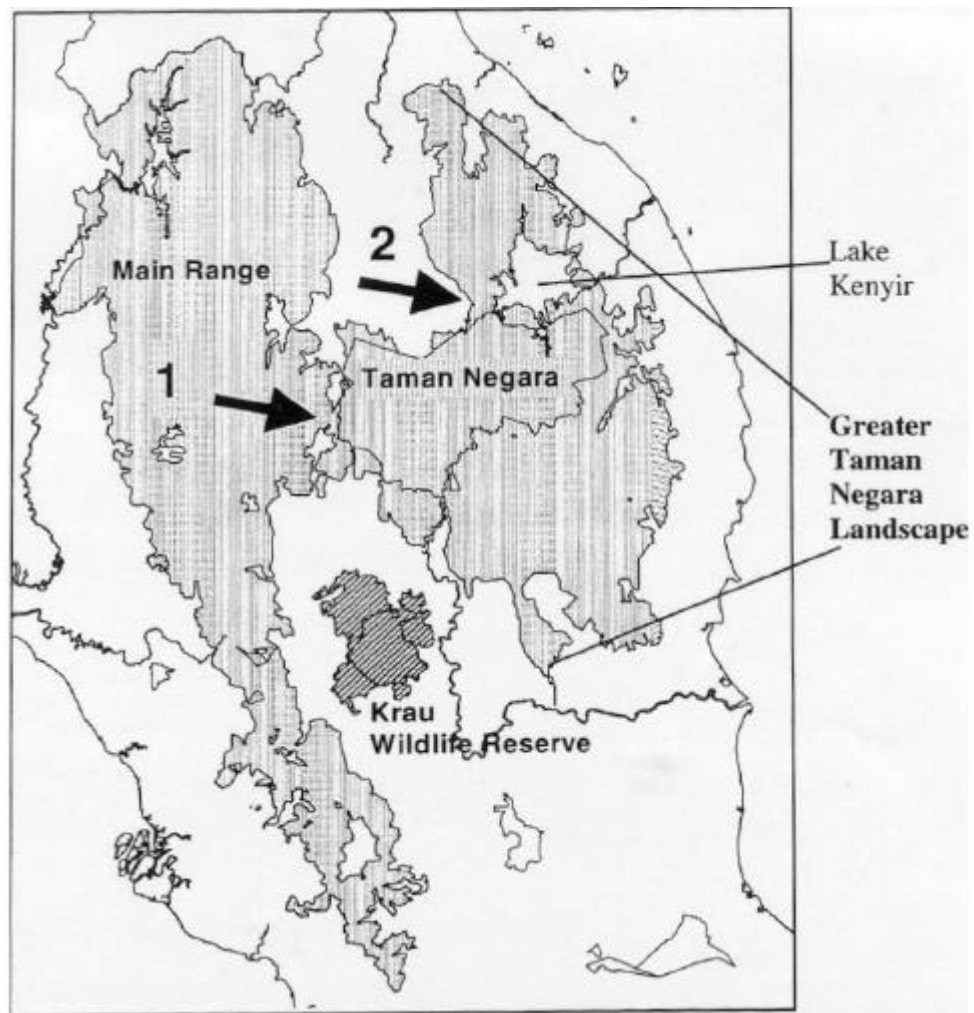 2
Lake
Kenyir
Main Range
1
Taman Negara
Greater
Taman
Negara
Landscape
Krau
Wildlife Reserve